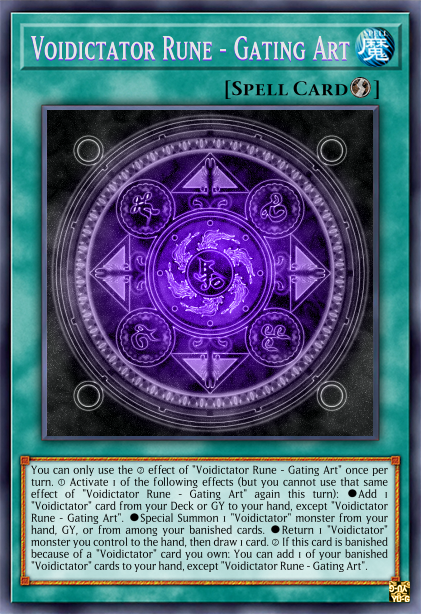 Voidictator Rune - Gating Art
SPELL
魔
[Spell Card]
You can only use the ② effect of "Voidictator Rune - Gating Art" once per
turn. ① Activate 1 of the following effects (but you cannot use that same
effect of "Voidictator Rune - Gating Art" again this turn): ●Add 1
"Voidictator" card from your Deck or GY to your hand, except "Voidictator
Rune - Gating Art". ●Special Summon 1 "Voidictator" monster from your
hand, GY, or from among your banished cards. ●Return 1 "Voidictator"
monster you control to the hand, then draw 1 card. ② If this card is banished
because of a "Voidictator" card you own: You can add 1 of your banished
"Voidictator" cards to your hand, except "Voidictator Rune - Gating Art".